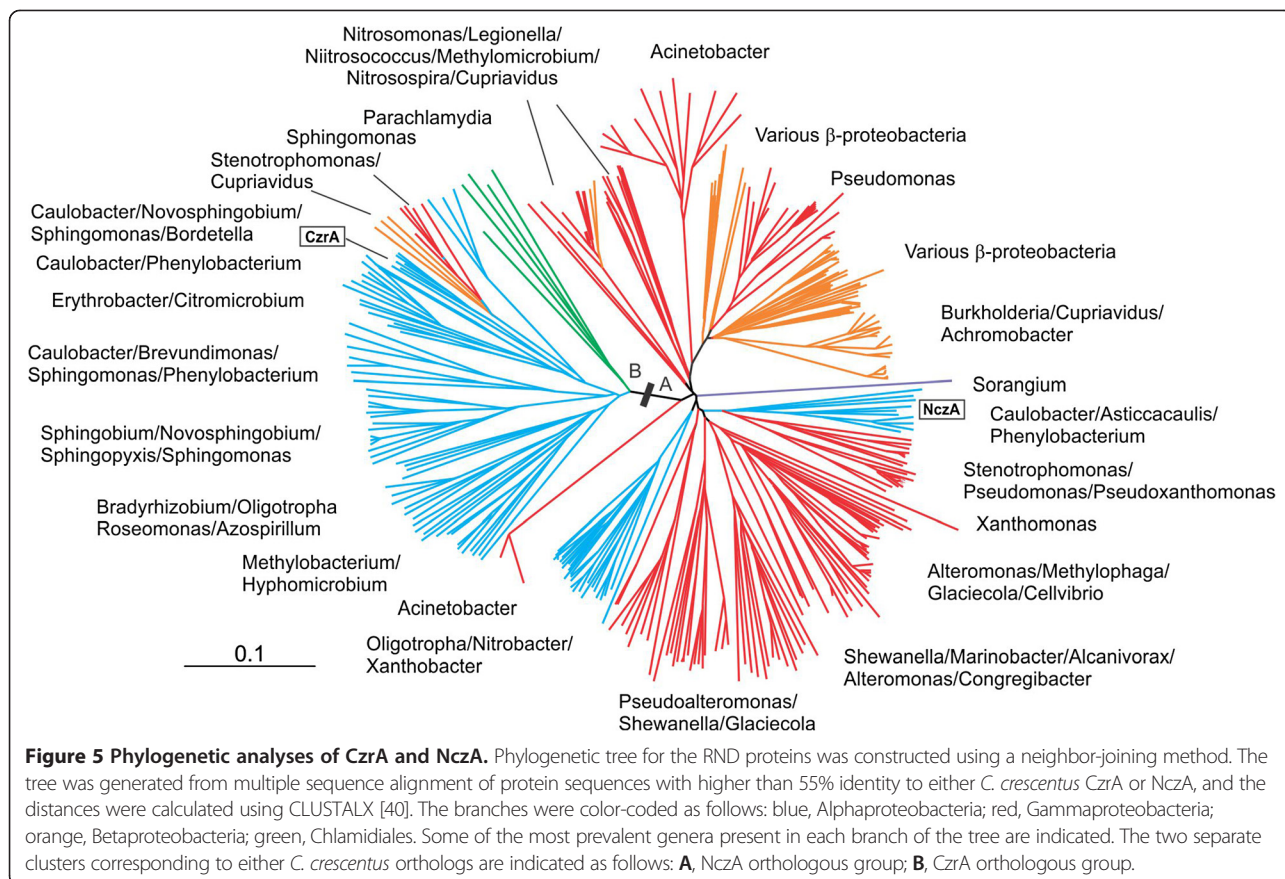 Nitrosomonas/Legionella/
Niitrosococcus/Methylomicrobium/
Nitrosospira/Cupriavidus
Acinetobacter
Parachlamydia
Sphingomonas
Stenotrophomonas/
Cupriavidus
Various β-proteobacteria
Pseudomonas
Caulobacter/Novosphingobium/
Sphingomonas/Bordetella
CzrA
Caulobacter/Phenylobacterium
Various β-proteobacteria
Erythrobacter/Citromicrobium
Burkholderia/Cupriavidus/
Achromobacter
Caulobacter/Brevundimonas/
Sphingomonas/Phenylobacterium
B
A
Sorangium
NczA
Caulobacter/Asticcacaulis/
Phenylobacterium
Sphingobium/Novosphingobium/
Sphingopyxis/Sphingomonas
Stenotrophomonas/
Pseudomonas/Pseudoxanthomonas
Bradyrhizobium/Oligotropha
Roseomonas/Azospirillum
Xanthomonas
Methylobacterium/
Hyphomicrobium
Alteromonas/Methylophaga/
Glaciecola/Cellvibrio
Acinetobacter
Oligotropha/Nitrobacter/
Xanthobacter
0.1
Shewanella/Marinobacter/Alcanivorax/
Alteromonas/Congregibacter
Pseudoalteromonas/
Shewanella/Glaciecola
Figure 5 Phylogenetic analyses of CzrA and NczA. Phylogenetic tree for the RND proteins was constructed using a neighbor-joining method. The
tree was generated from multiple sequence alignment of protein sequences with higher than 55% identity to either C. crescentus CzrA or NczA, and the
distances were calculated using CLUSTALX [40]. The branches were color-coded as follows: blue, Alphaproteobacteria; red, Gammaproteobacteria;
orange, Betaproteobacteria; green, Chlamidiales. Some of the most prevalent genera present in each branch of the tree are indicated. The two separate
clusters corresponding to either C. crescentus orthologs are indicated as follows: A, NczA orthologous group; B, CzrA orthologous group.